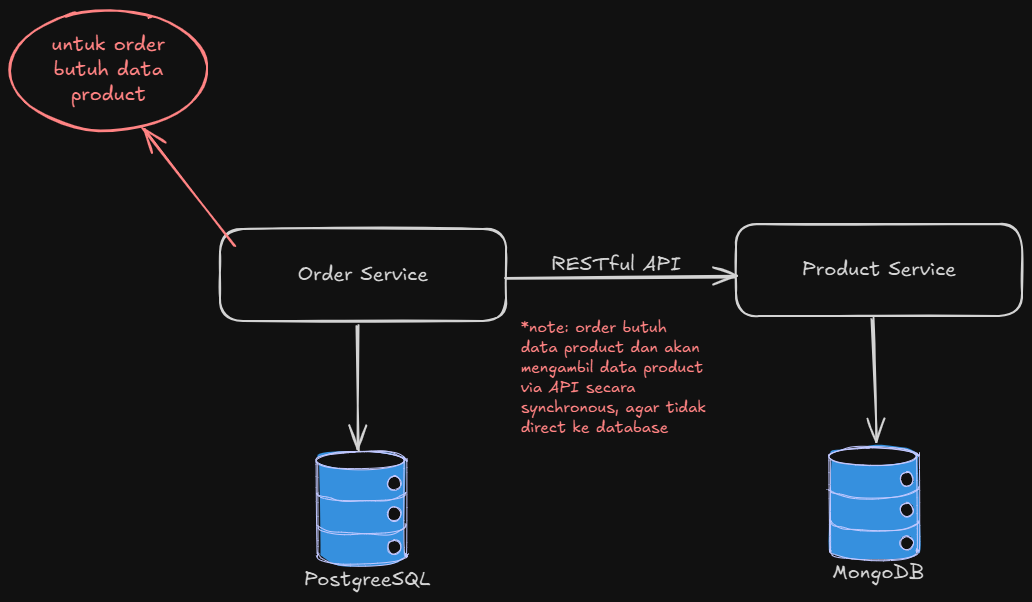 untuk order
butuh data
product
Order Service
RESTful API
Product Service
*note: order butuh
data product dan akan
mengambil data product
via API secara
synchronous, agar tidak
direct ke database
PostgreeSQL
MongoDB